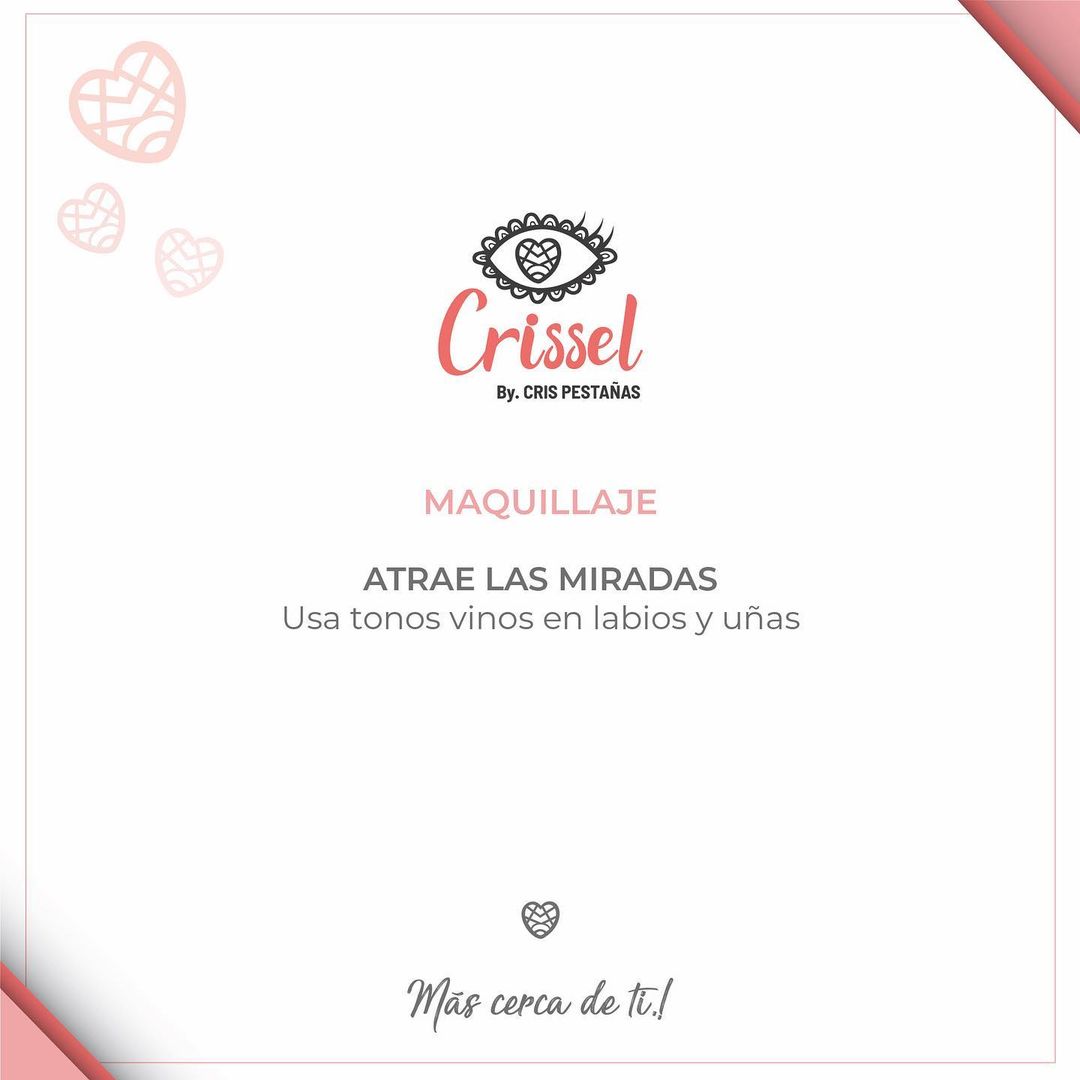 Crissel
By. CRIS PESTAÑAS
MAQUILLAJE
ATRAE LAS MIRADAS
Usa tonos vinos en labios y uñas
Más cerca de ti.!